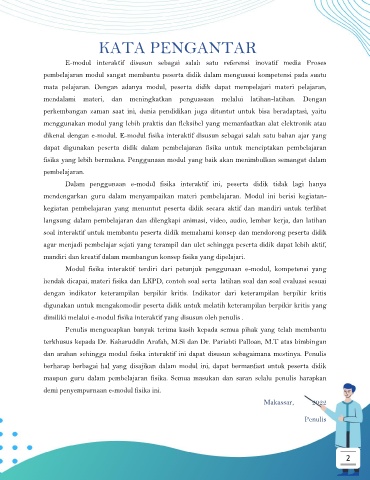 KATA PENGANTAR
E-modul interaktif disusun sebagai salah satu referensi inovatif media Proses
pembelajaran modul sangat membantu peserta didik dalam menguasai kompetensi pada suatu
mata pelajaran. Dengan adanya modul, peserta didik dapat mempelajari materi pelajaran,
mendalami materi, dan meningkatkan penguasaan melalui latihan-latihan. Dengan
perkembangan zaman saat ini, dunia pendidikan juga dituntut untuk bisa beradaptasi, yaitu
menggunakan modul yang lebih praktis dan fleksibel yang memanfaatkan alat elektronik atau
dikenal dengan e-modul. E-modul fisika interaktif disusun sebagai salah satu bahan ajar yang
dapat digunakan peserta didik dalam pembelajaran fisika untuk menciptakan pembelajaran
fisika yang lebih bermakna. Penggunaan modul yang baik akan menimbulkan semangat dalam
pembelajaran.
Dalam penggunaan e-modul fisika interaktif ini, peserta didik tidak lagi hanya
mendengarkan guru dalam menyampaikan materi pembelajaran. Modul ini berisi kegiatan-
kegiatan pembelajaran yang menuntut peserta didik secara aktif dan mandiri untuk terlibat
langsung dalam pembelajaran dan dilengkapi animasi, video, audio, lembar kerja, dan latihan
soal interaktif untuk membantu peserta didik memahami konsep dan mendorong peserta didik
agar menjadi pembelajar sejati yang terampil dan ulet sehingga peserta didik dapat lebih aktif,
mandiri dan kreatif dalam membangun konsep fisika yang dipelajari.
Modul fisika interaktif terdiri dari petunjuk penggunaan e-modul, kompetensi yang
hendak dicapai, materi fisika dan LKPD, contoh soal serta latihan soal dan soal evaluasi sesuai
dengan indikator keterampilan berpikir kritis. Indikator dari keterampilan berpikir kritis
digunakan untuk mengakomodir peserta didik untuk melatih keterampilan berpikir kritis yang
dimiliki melalui e-modul fisika interaktif yang disusun oleh penulis .
Penulis mengucapkan banyak terima kasih kepada semua pihak yang telah membantu
terkhusus kepada Dr. Kaharuddin Arafah, M.Si dan Dr. Pariabti Palloan, M.T atas bimbingan
dan arahan sehingga modul fisika interaktif ini dapat disusun sebagaimana mestinya. Penulis
berharap berbagai hal yang disajikan dalam modul ini, dapat bermanfaat untuk peserta didik
maupun guru dalam pembelajaran fisika. Semua masukan dan saran selalu penulis harapkan
demi penyempurnaan e-modul fisika ini.
Makassar, 2022
Penulis
2